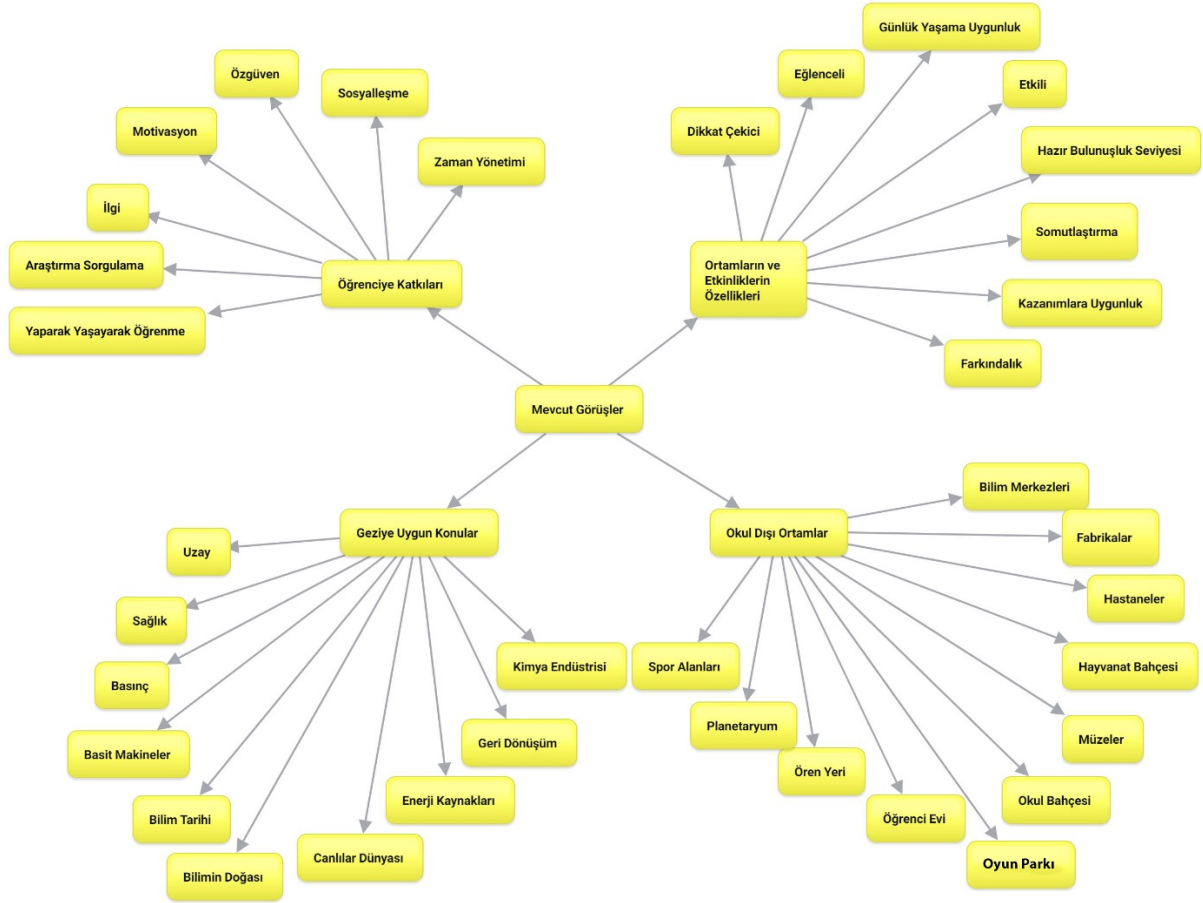 Günlük Yaşama Uygunluk
Özgüven
Eğlenceli
Etkili
Sosyalleşme
Motivasyon
Dikkat Çekici
Hazır Bulunuşluk Seviyesi
Zaman Yönetimi
İlgi
Somutlaştırma
Araştırma Sorgulama
Öğrenciye Katkıları
Ortamların ve
Etkinliklerin
Özellikleri
Kazanımlara Uygunluk
Yaparak Yaşayarak Öğrenme
Farkındalık
Mevcut Görüşler
Bilim Merkezleri
Geziye Uygun Konular
Okul Dışı Ortamlar
Fabrikalar
Uzay
Hastaneler
Sağlık
Kimya Endüstrisi
Spor Alanları
Hayvanat Bahçesi
Basınç
Planetaryum
Müzeler
Geri Dönüşüm
Basit Makineler
Ören Yeri
Enerji Kaynakları
Okul Bahçesi
Bilim Tarihi
Öğrenci Evi
Canlılar Dünyası
Oyun Parkı
Bilimin Doğası